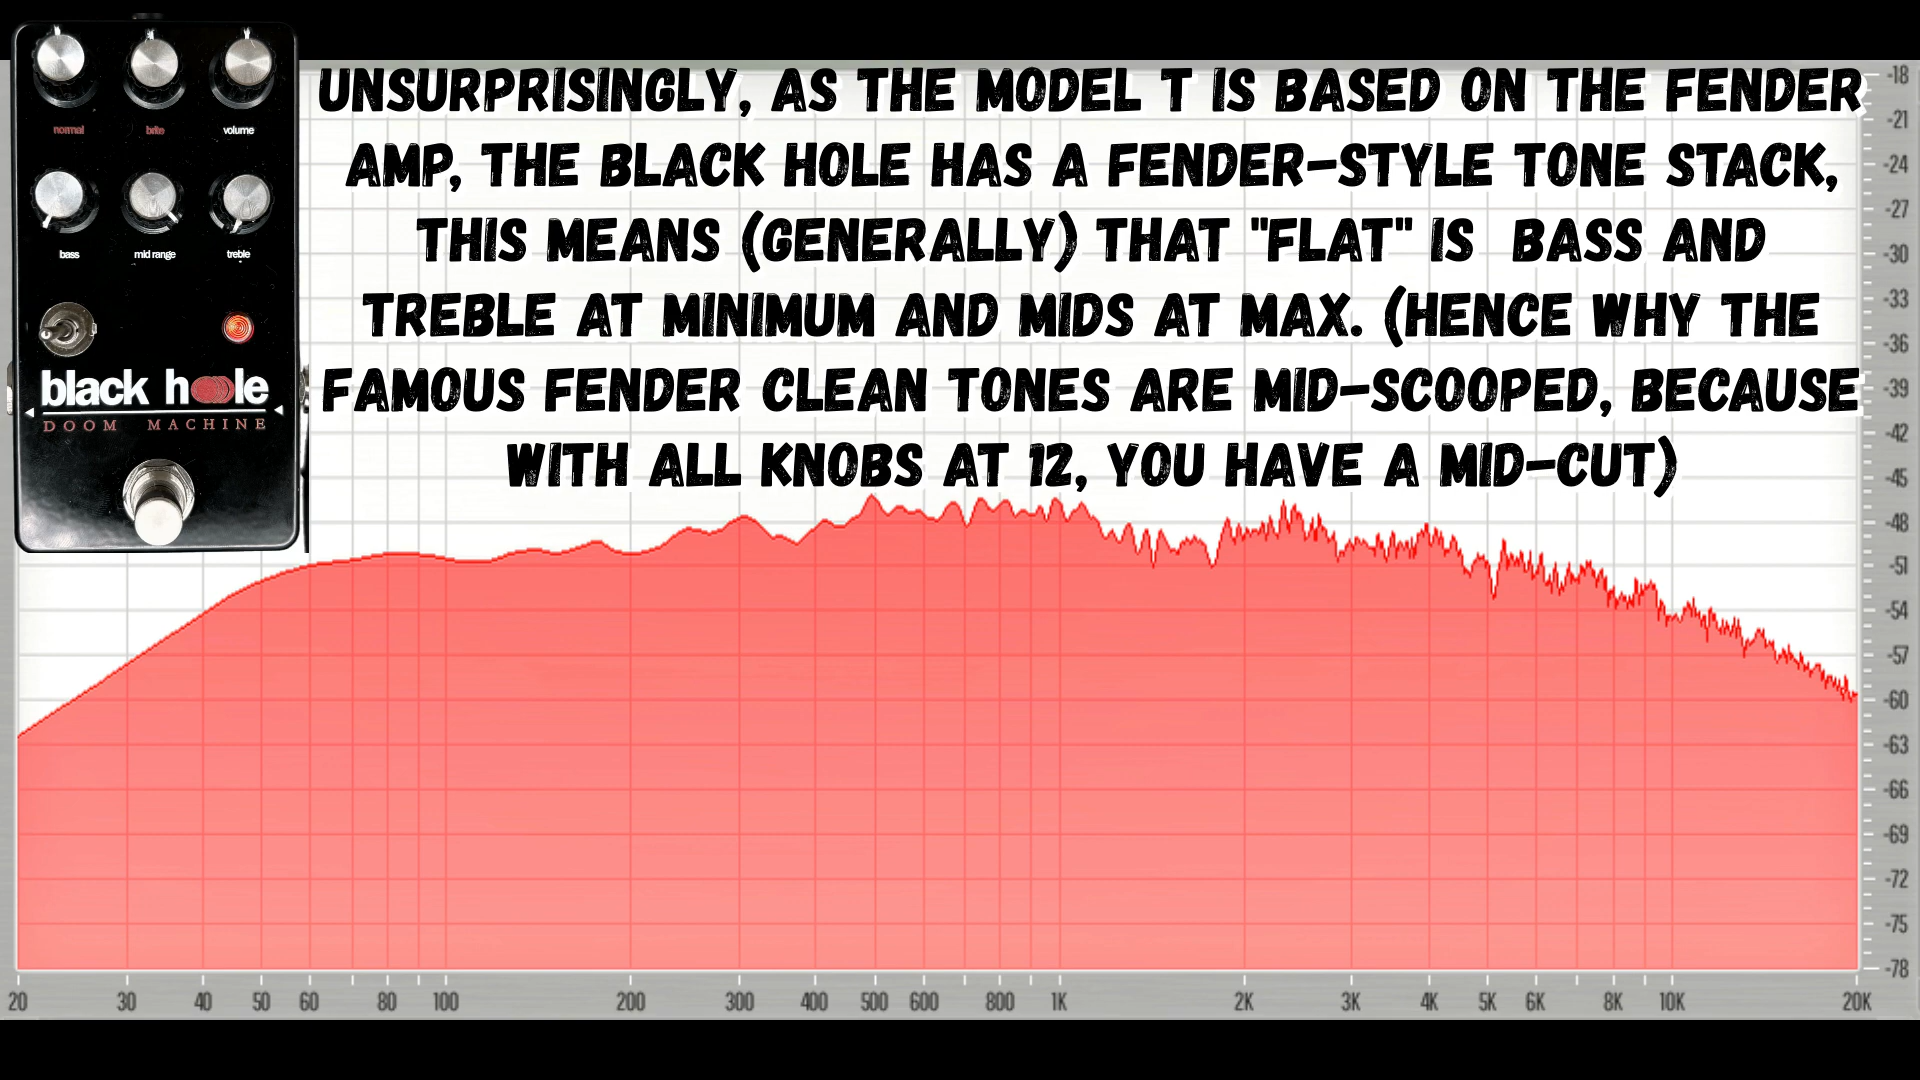 UNSURPRISINGLY, AS THE MODEL T IS BASED ON THE FENDER
AMP, THE BLACK HOLE HAS A FENDER-STYLE TONE STACK,
THIS MEANS (GENERALLY) THAT "FLAT" IS BASS AND
TREBLE AT MINIMUM AND MIDS AT MAX. (HENCE WHY THE
FAMOUS FENDER CLEAN TONES ARE MID-SCOOPED, BECAUSE
WITH ALL KNOBS AT 12, YOU HAVE A MID-CUT)
normal brite volume
bass mid range treble
black hole
DOOM MACHINE
-18
-21
-24
-27
-30
-33
-36
-39
-42
-45
-48
-51
-54
-57
-60
-63
-66
-69
-72
-75
-78
20 30 40 50 60 80 100 200 300 400 500 600 800 1K 2K 3K 4K 5K 6K 8K 10K 20K